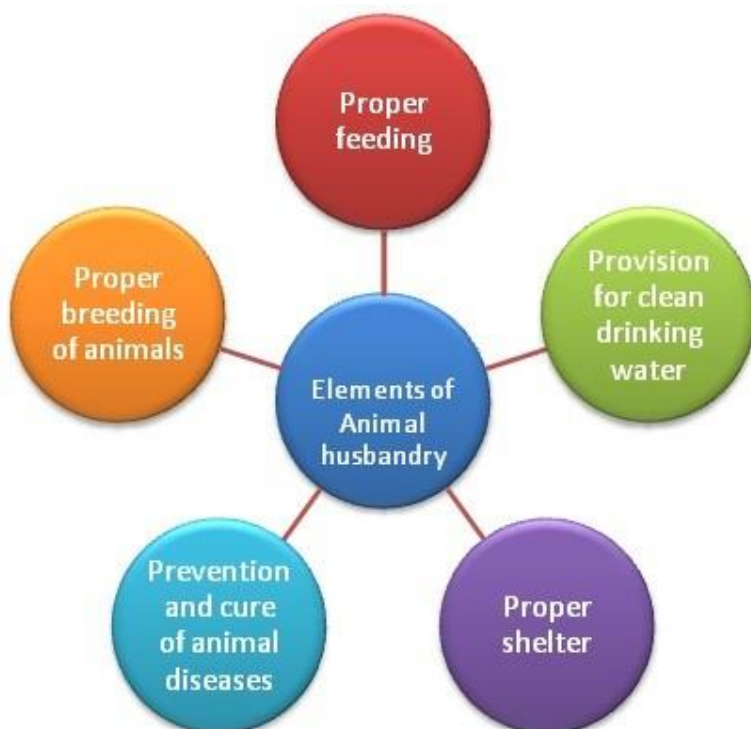 Proper
feeding
Provision
for clean
drinking
water
Proper
shelter
Prevention
and cure
of animal
diseases
Proper
breeding
of animals
Elements of
Animal
husbandry